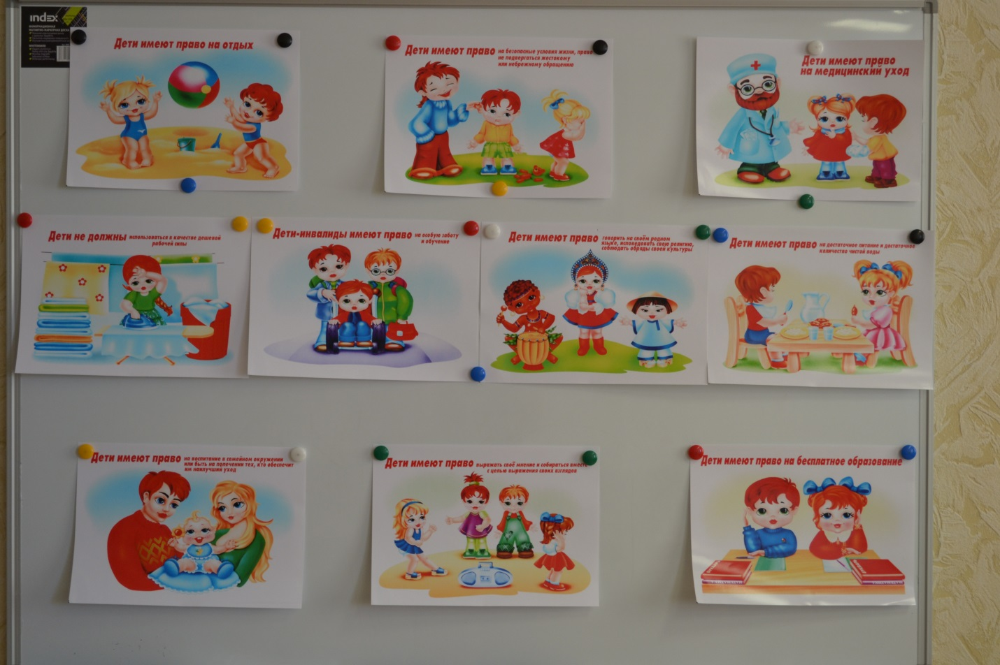 index
Дети имеют право на отдых
Дети имеют право на безопасные условия жизни, право
не подвергаться жестокому
или небрежному обращению
Дети имеют право
на медицинский уход
Дети не должны использоваться в качестве дешевой
рабочей силы
Дети-инвалиды имеют право на особую заботу
и обучение
Дети имеют право говорить на своём родном
языке, исповедовать свою религию,
соблюдать обряды своей культуры
Дети имеют право на достаточное питание и достаточное
количество чистой воды
Дети имеют право на воспитание в семейном окружении
или быть на попечении тех, кто обеспечит
им наилучший уход
Дети имеют право выражать своё мнение и собираться вместе
с целью выражения своих взглядов
Дети имеют право на бесплатное образование